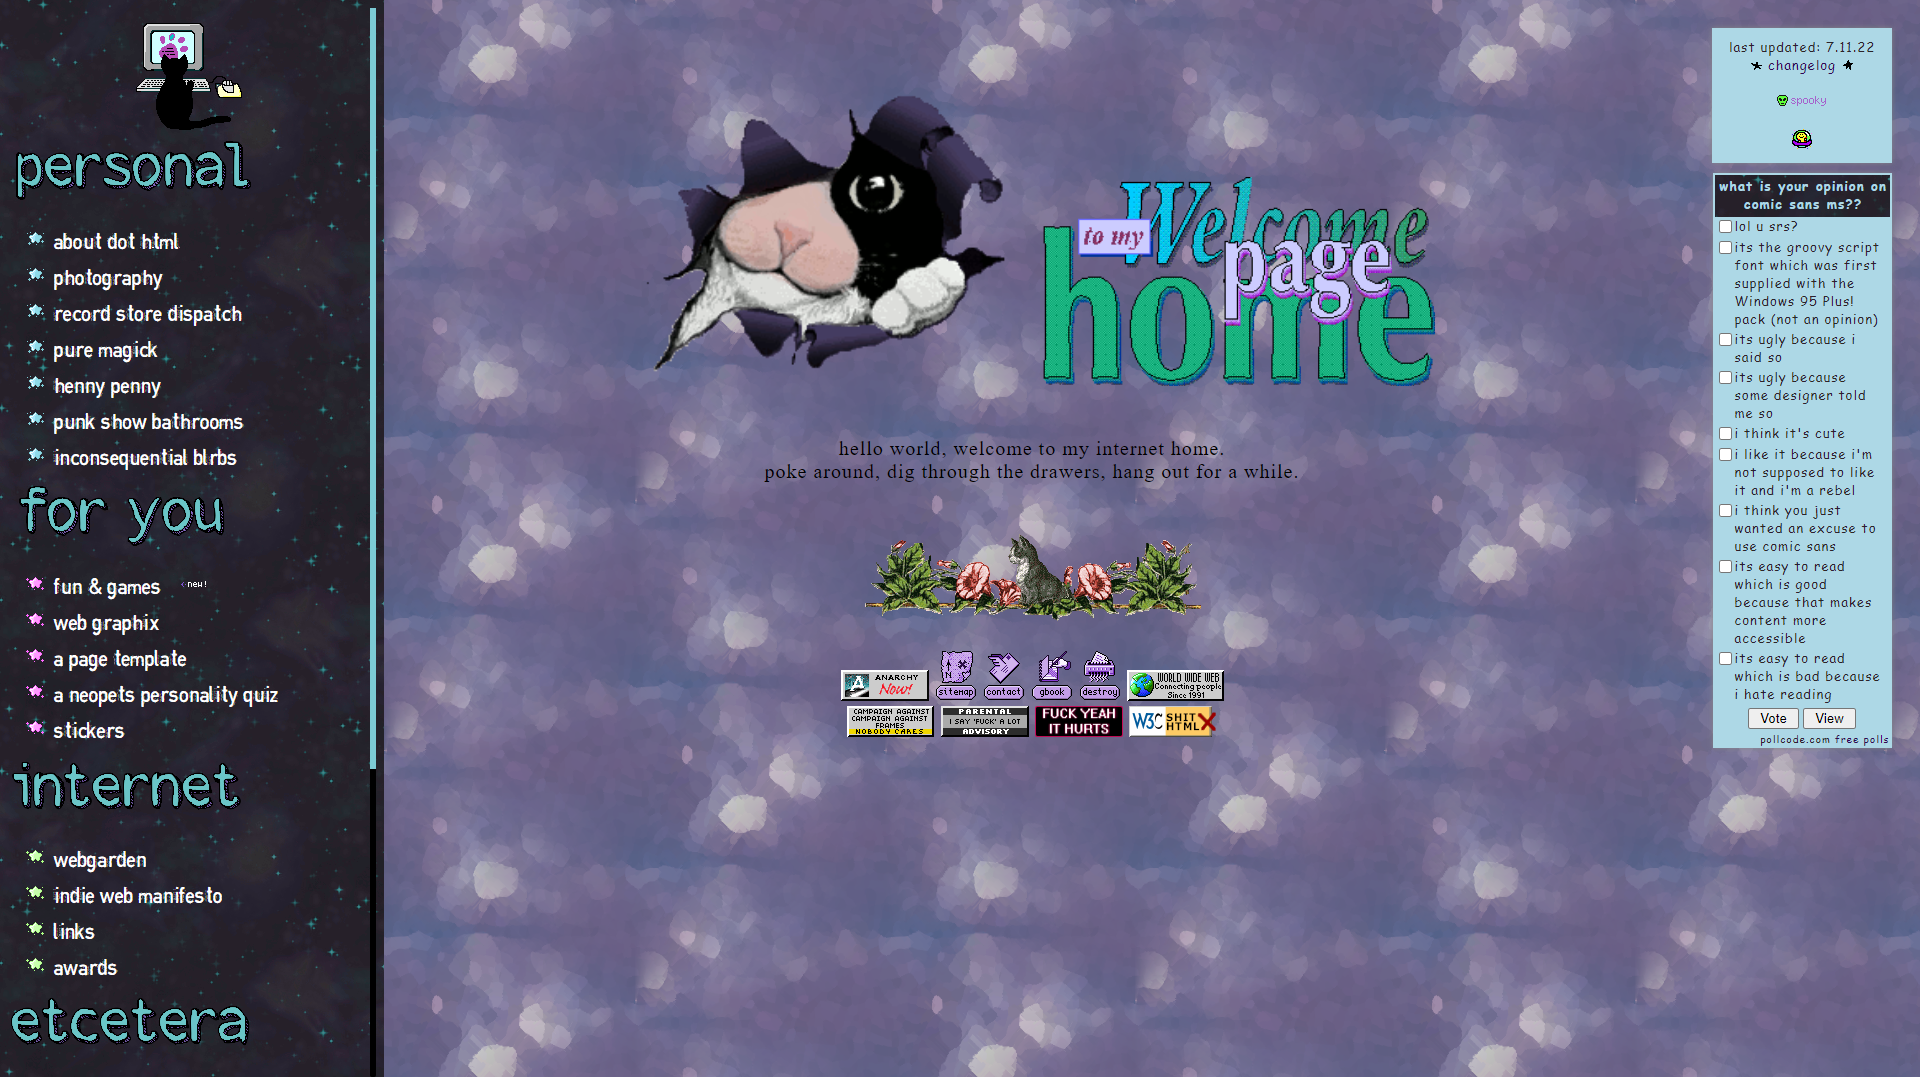 personal
about dot html
photography
record store dispatch
pure magick
henny penny
punk show bathrooms
inconsequential blrbs
for you
fun & games new!
web graphix
a page template
a neopets personality quiz
stickers
internet
webgarden
indie web manifesto
links
awards
etcetera
Welcome
to my
home
page
hello world, welcome to my internet home.
poke around, dig through the drawers, hang out for a while.
ANARCHY
Now!
N
sitemap
contact
gbook
destroy
WORLD WIDE WEB
Connecting people
Since 1991
CAMPAIGN AGAINST
CAMPAIGN AGAINST
FRAMES
NOBODY CARES
PARENTAL
I SAY 'FUCK' A LOT
ADVISORY
FUCK YEAH
IT HURTS
W3C SHIT
HTML
last updated: 7.11.22
changelog
spooky
what is your opinion on
comic sans ms??
lol u srs?
its the groovy script
font which was first
supplied with the
Windows 95 Plus!
pack (not an opinion)
its ugly because i
said so
its ugly because
some designer told
me so
i think it's cute
i like it because i'm
not supposed to like
it and i'm a rebel
i think you just
wanted an excuse to
use comic sans
its easy to read
which is good
because that makes
content more
accessible
its easy to read
which is bad because
i hate reading
Vote View
pollcode.com free polls